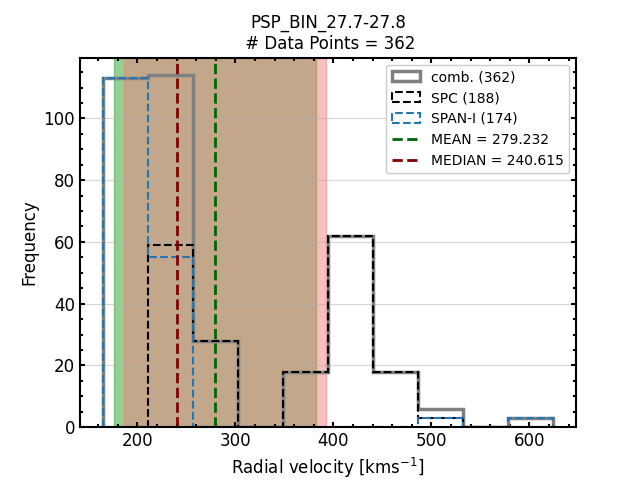 PSP_BIN_27.7-27.8
# Data Points = 362
comb. (362)
SPC (188)
SPAN-I (174)
MEAN = 279.232
MEDIAN = 240.615
Frequency
100
80
60
40
20
0
200 300 400 500 600
Radial velocity [kms⁻¹]